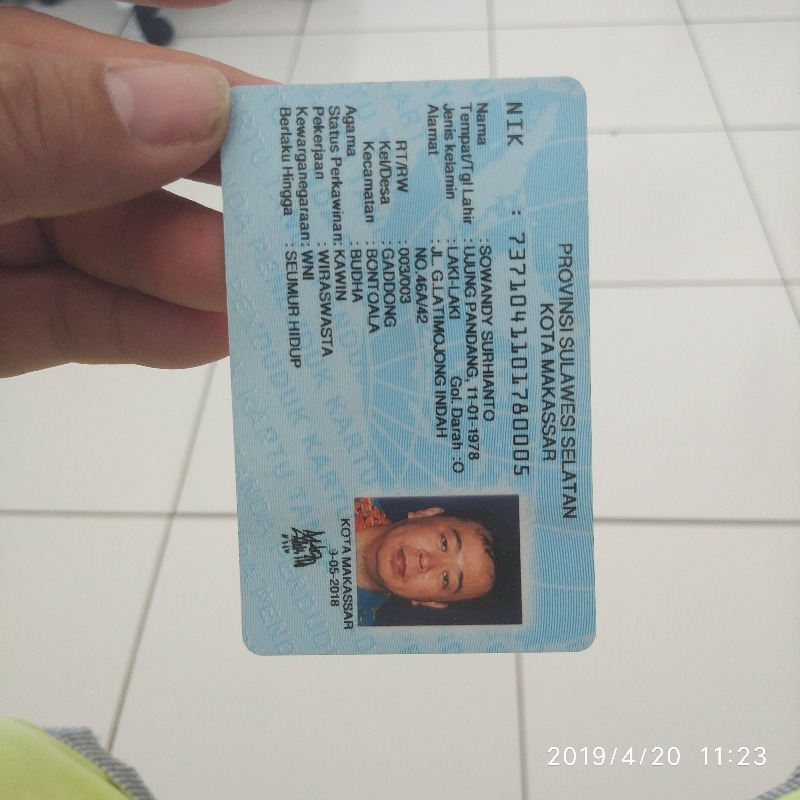 PROVINSI SULAWESI SELATAN
KOTA MAKASSAR
NIK : 7371041101780005
Nama : SOWANDY SURHIANTO
Tempat/Tgl Lahir : UJUNG PANDANG, 11-01-1978
Jenis kelamin : LAKI-LAKI Gol. Darah :O
Alamat : JL. G.LATIMOJONG INDAH
NO.46A/42
RT/RW : 003/003
Kel/Desa : GADDONG
Kecamatan : BONTOALA
Agama : BUDHA
Status Perkawinan: KAWIN
Pekerjaan : WIRASWASTA
Kewarganegaraan: WNI
Berlaku Hingga : SEUMUR HIDUP
KOTA MAKASSAR
9-05-2018
2019/4/20 11:23